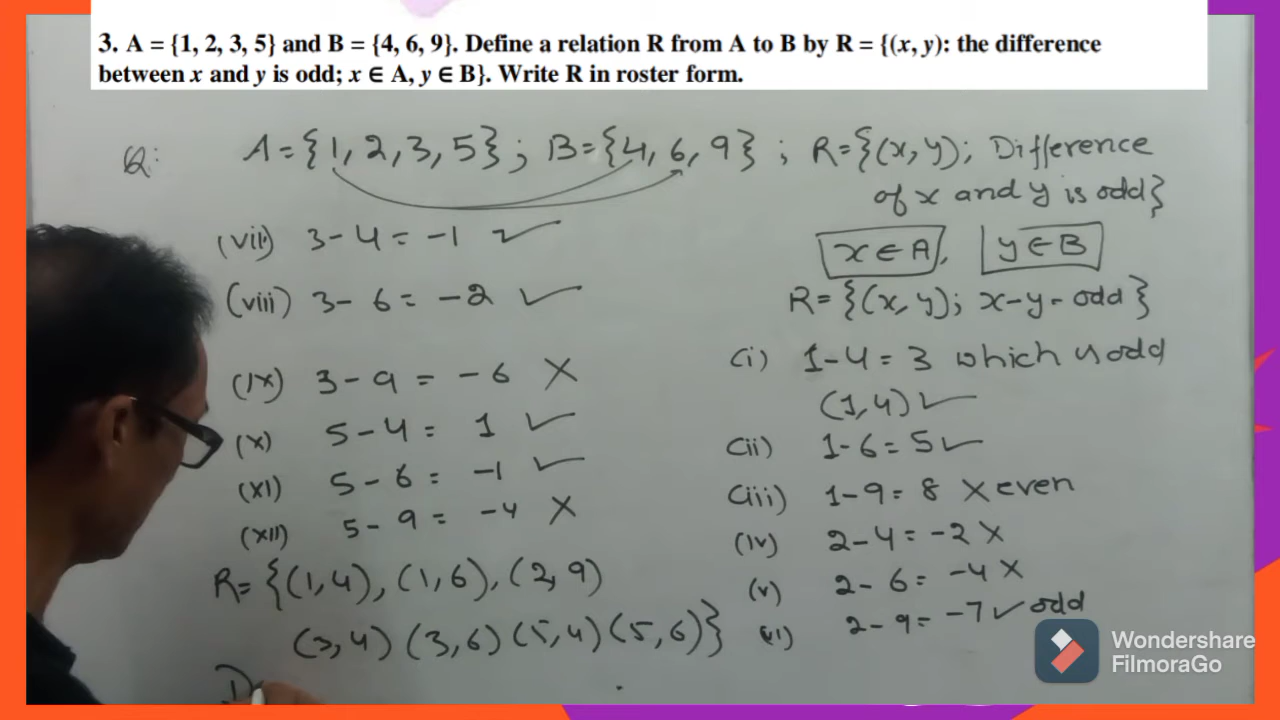 3. A = {1, 2, 3, 5} and B = {4, 6, 9}. Define a relation R from A to B by R = {(x, y): the difference
between x and y is odd; x ∈ A, y ∈ B}. Write R in roster form.
Q: A={1,2,3,5}; B={4,6,9}; R={(x,y); Difference
of x and y is odd}
x∈A, y∈B
R={(x,y); x-y- odd}
(i) 1-4=3 which is odd
(1,4)✓
(ii) 1-6=5✓
(iii) 1-9=8 X even
(iv) 2-4=-2 X
(v) 2-6= -4 X
(vi) 2-9= -7✓ odd
(vii) 3-4=-1 ✓
(viii) 3-6=-2 ✓
(ix) 3-9= -6 X
(x) 5-4= 1 ✓
(xi) 5-6= -1 ✓
(xii) 5-9= -4 X
R= {(1,4), (1,6), (2,9)
(3,4) (3,6) (5,4) (5,6)}
D
Wondershare
FilmoraGo